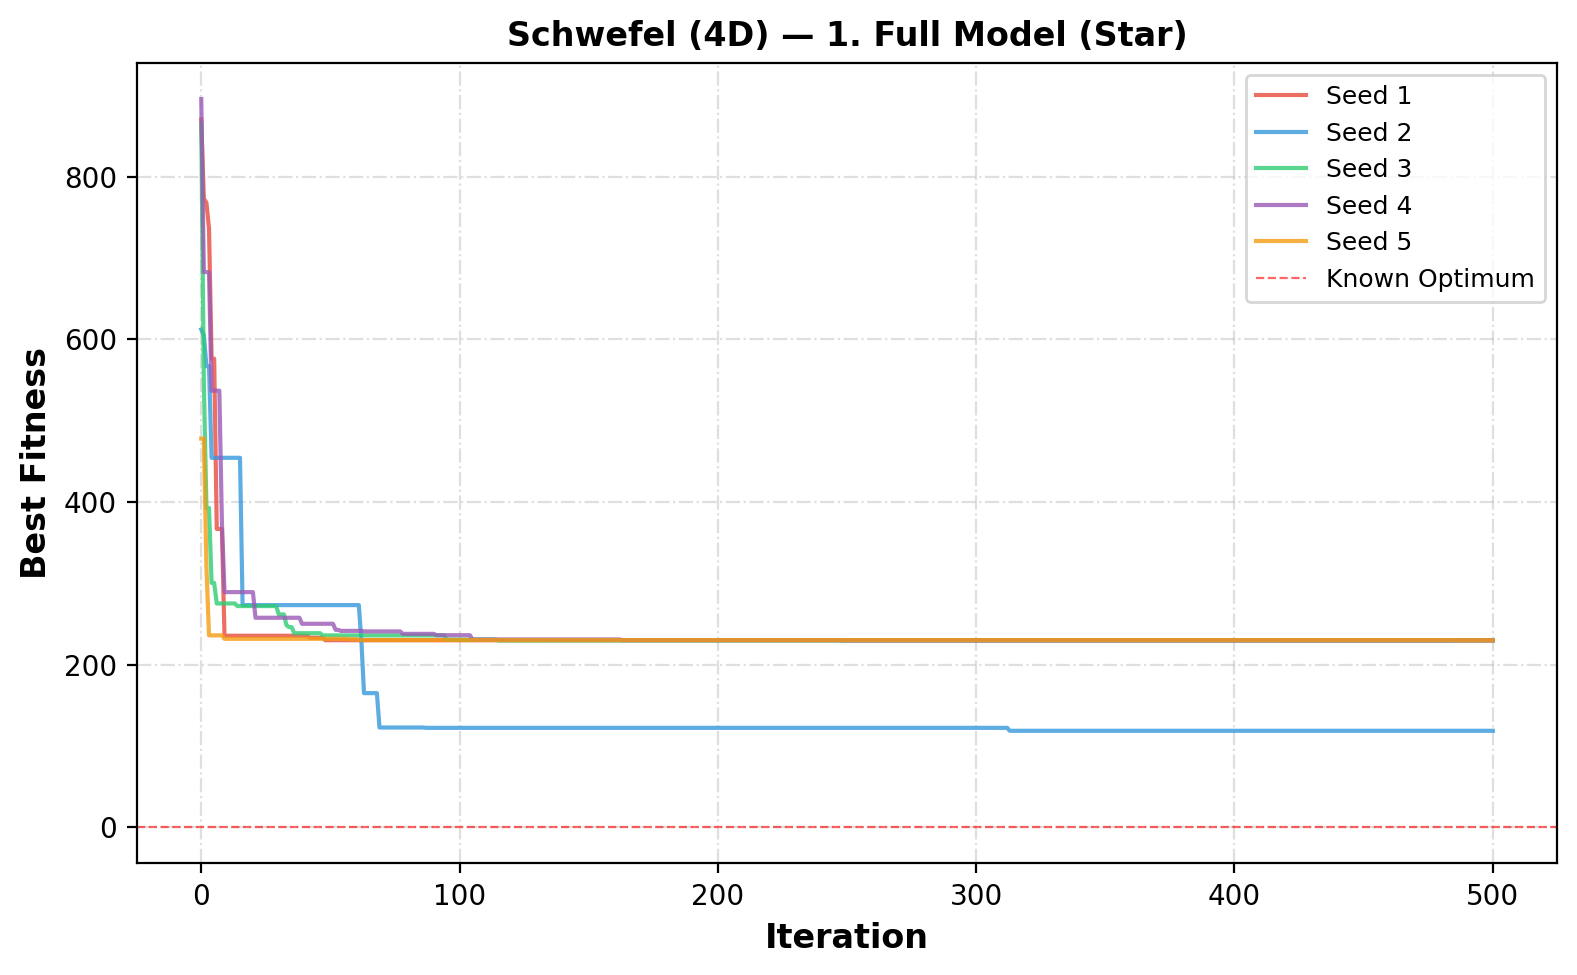 Schwefel (4D) — 1. Full Model (Star)
Seed 1
Seed 2
Seed 3
Seed 4
Seed 5
Known Optimum
Best Fitness
800
600
400
200
0
0 100 200 300 400 500
Iteration